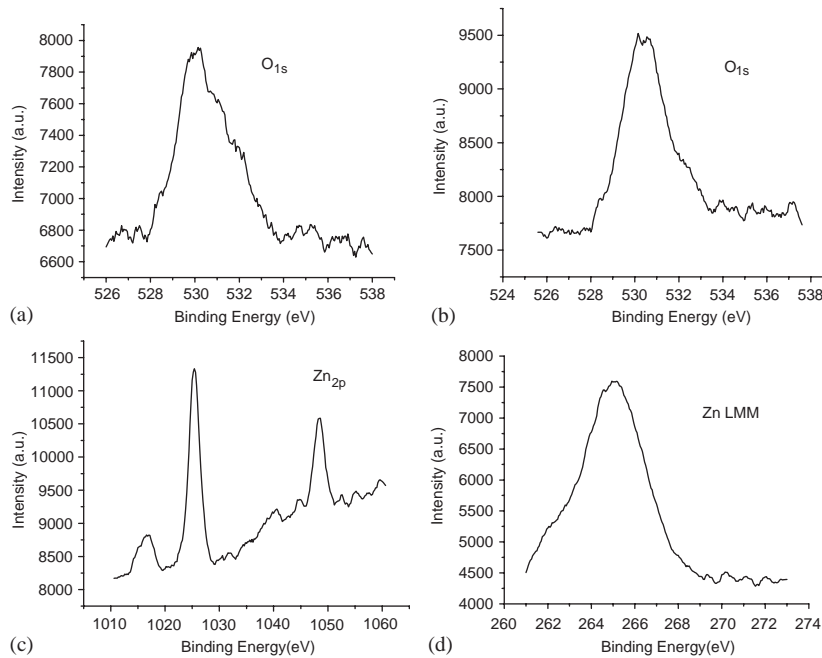 8000
7800
7600
7400
7200
7000
6800
6600
Intensity (a.u.)
O1s
526 528 530 532 534 536 538
Binding Energy (eV)
(a)
9500
9000
8500
8000
7500
Intensity (a.u.)
O1s
524 526 528 530 532 534 536 538
Binding Energy (eV)
(b)
11500
11000
10500
10000
9500
9000
8500
8000
Intensity (a.u.)
Zn2p
1010 1020 1030 1040 1050 1060
Binding Energy(eV)
(c)
8000
7500
7000
6500
6000
5500
5000
4500
4000
Intensity (a.u.)
Zn LMM
260 262 264 266 268 270 272 274
Binding Energy(eV)
(d)